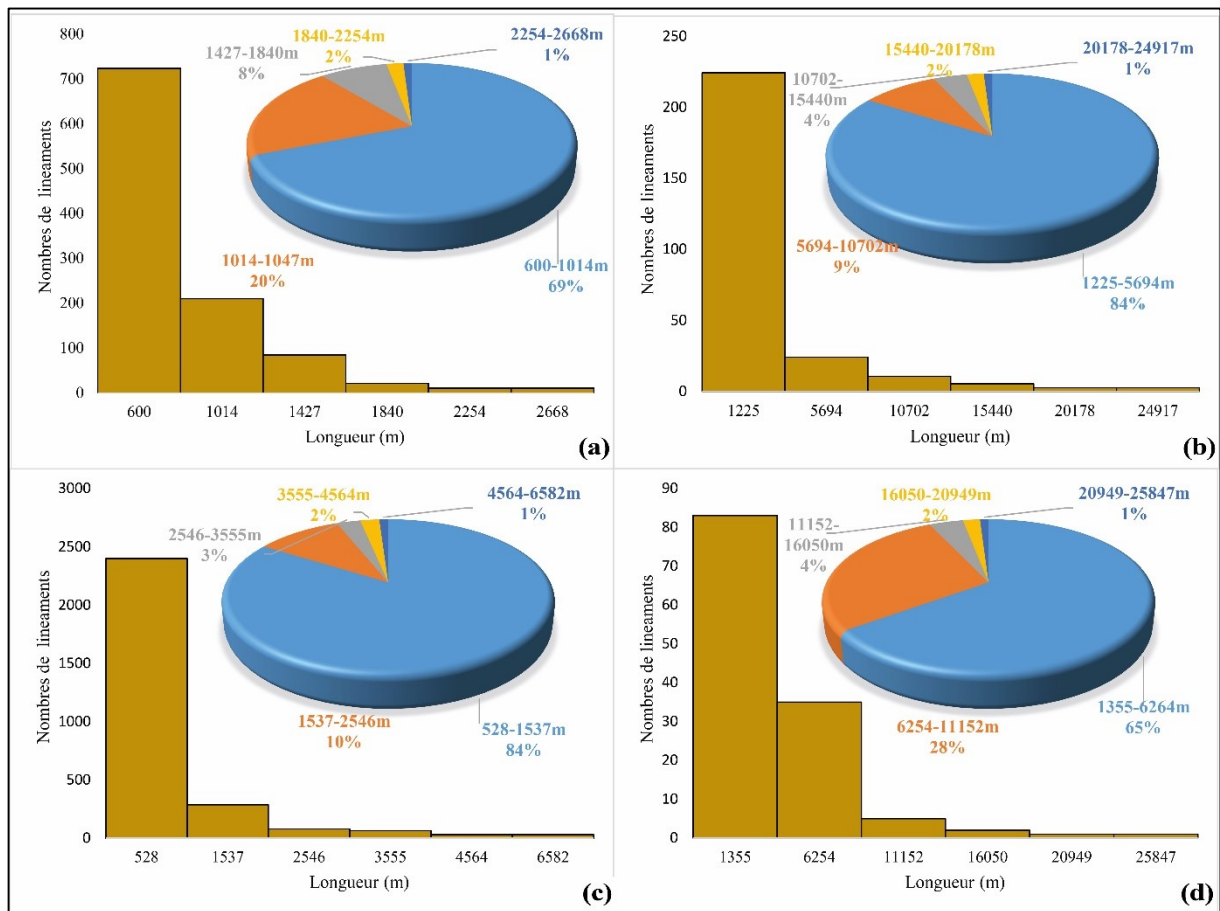 Nombres de lineaments
800
700
600
500
400
300
200
100
0
600 1014 1427 1840 2254 2668
Longueur (m)
1427-1840m
8%
1840-2254m
2%
2254-2668m
1%
1014-1047m
20%
600-1014m
69%
(a)
Nombres de lineaments
250
200
150
100
50
0
1225 5694 10702 15440 20178 24917
Longueur (m)
10702-
15440m
4%
15440-20178m
2%
20178-24917m
1%
5694-10702m
9%
1225-5694m
84%
(b)
Nombres de lineaments
3000
2500
2000
1500
1000
500
0
528 1537 2546 3555 4564 6582
Longueur (m)
2546-3555m
3%
3555-4564m
2%
4564-6582m
1%
1537-2546m
10%
528-1537m
84%
(c)
Nombres de lineaments
90
80
70
60
50
40
30
20
10
0
1355 6254 11152 16050 20949 25847
Longueur (m)
11152-
16050m
4%
16050-20949m
2%
20949-25847m
1%
6254-11152m
28%
1355-6264m
65%
(d)